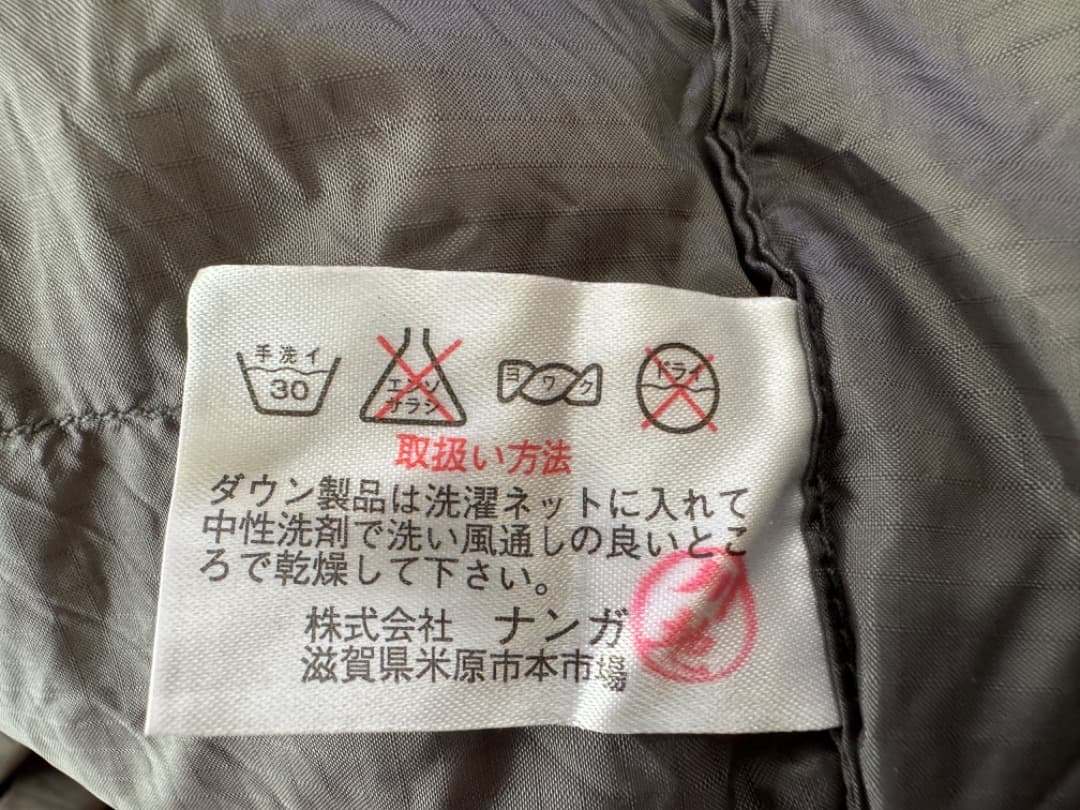 手洗イ
30
エンソ
サラシ
ヨワク
ドライ
取扱い方法
ダウン製品は洗濯ネットに入れて
中性洗剤で洗い風通しの良いとこ
ろで乾燥して下さい。
株式会社　ナンガ
滋賀県米原市本市場